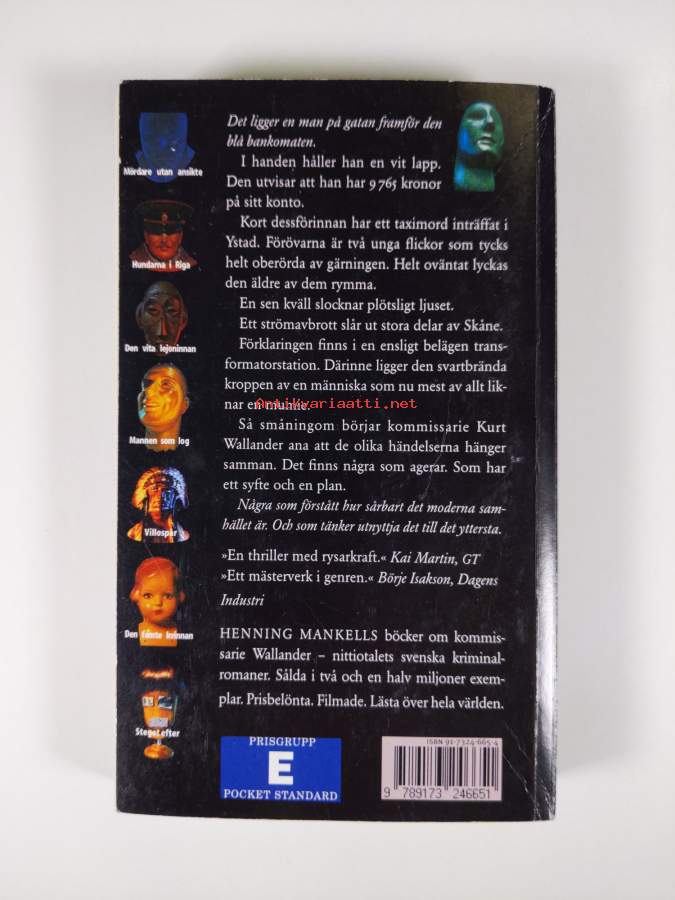 Det ligger en man på gatan framför den
blå bankomaten.
I handen håller han en vit lapp.
Den utvisar att han har 9 765 kronor
på sitt konto.
Kort dessförinnan har ett taximord inträffat i
Ystad. Förövarna är två unga flickor som tycks
helt oberörda av gärningen. Helt oväntat lyckas
den äldre av dem rymma.
En sen kväll slocknar plötsligt ljuset.
Ett strömavbrott slår ut stora delar av Skåne.
Förklaringen finns i en ensligt belägen trans-
formatorstation. Därinne ligger den svartbrända
kroppen av en människa som nu mest av allt lik-
nar en mumie.
Antikvariaatti.net
Så småningom börjar kommissarie Kurt
Wallander ana att de olika händelserna hänger
samman. Det finns några som agerar. Som har
ett syfte och en plan.
Några som förstått hur sårbart det moderna sam-
hället är. Och som tänker utnyttja det till det yttersta.
»En thriller med rysarkraft.« Kai Martin, GT
»Ett mästerverk i genren.« Börje Isakson, Dagens
Industri
HENNING MANKELLS böcker om kommis-
sarie Wallander – nittiotalets svenska kriminal-
romaner. Sålda i två och en halv miljoner exem-
plar. Prisbelönta. Filmade. Lästa över hela världen.
Mördare utan ansikte
Hundarna i Riga
Den vita lejoninnan
Mannen som log
Villospår
Den femte kvinnan
Steget efter
PRISGRUPP
E
POCKET STANDARD
ISBN 91-7324-665-4
9 789173 246651